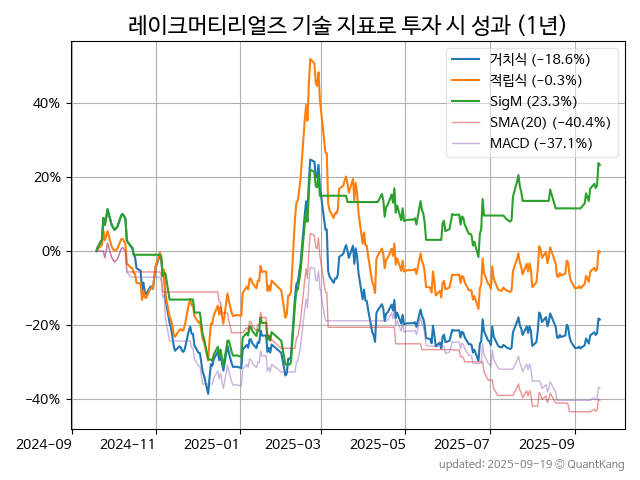 레이크머티리얼즈 기술 지표로 투자 시 성과 (1년)
거치식 (−18.6%)
적립식 (−0.3%)
SigM (23.3%)
SMA(20) (−40.4%)
MACD (−37.1%)
40%
20%
0%
−20%
−40%
2024-09 2024-11 2025-01 2025-03 2025-05 2025-07 2025-09
updated: 2025-09-19 ⓒ QuantKang